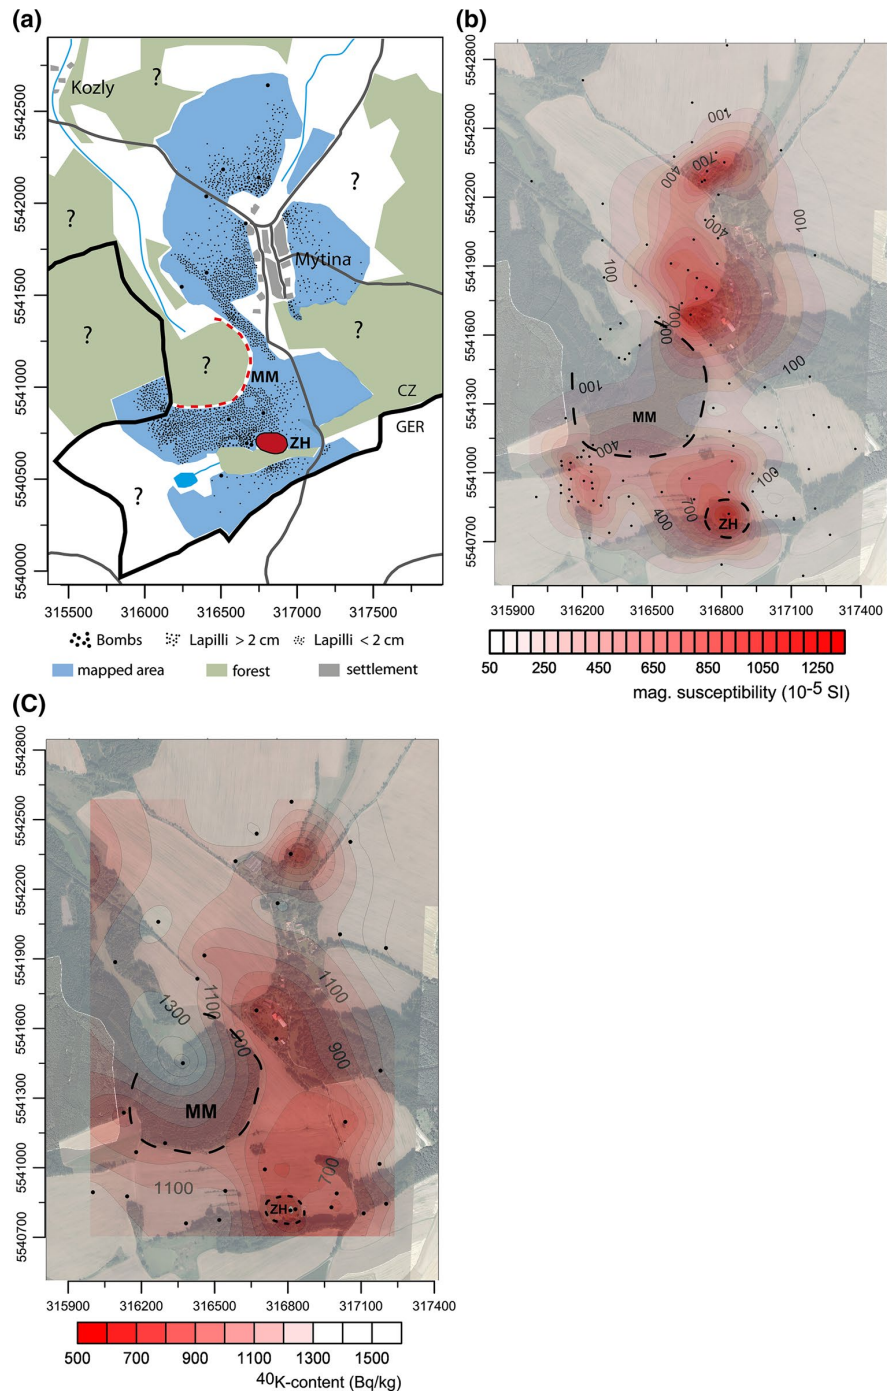 (a)
5542500
5542000
5541500
5541000
5540500
5540000
Kozly
?
?
?
Mytina
?
?
MM
CZ
GER
ZH
?
315500 316000 316500 317000 317500
Bombs Lapilli > 2 cm Lapilli < 2 cm
mapped area forest settlement
(b)
5542800
5542500
5542200
5541900
5541600
5541300
5541000
5540700
100
700
400
400
100
100
700
400
100
100
MM
400
100
700
400
ZH
315900 316200 316500 316800 317100 317400
50 250 450 650 850 1050 1250
mag. susceptibility (10-5 SI)
(C)
5542800
5542500
5542200
5541900
5541600
5541300
5541000
5540700
1100
1100
1300
900
900
MM
700
1100
ZH
315900 316200 316500 316800 317100 317400
500 700 900 1100 1300 1500
40K-content (Bq/kg)